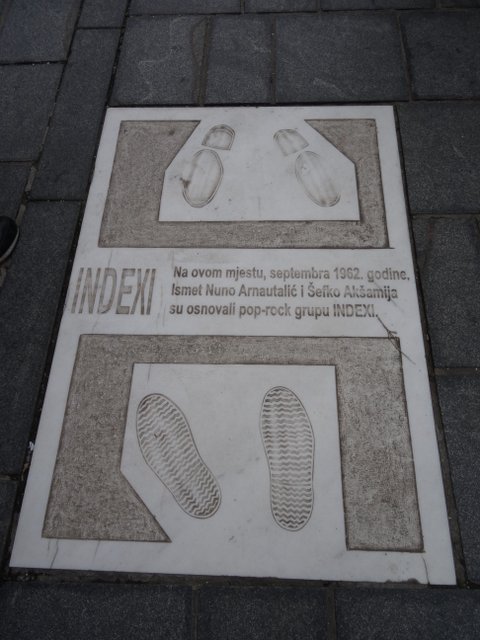 INDEXI
Na ovom mjestu, septembra 1962. godine,
Ismet Nuno Arnautalić i Šefko Akšamija
su osnovali pop-rock grupu INDEXI.